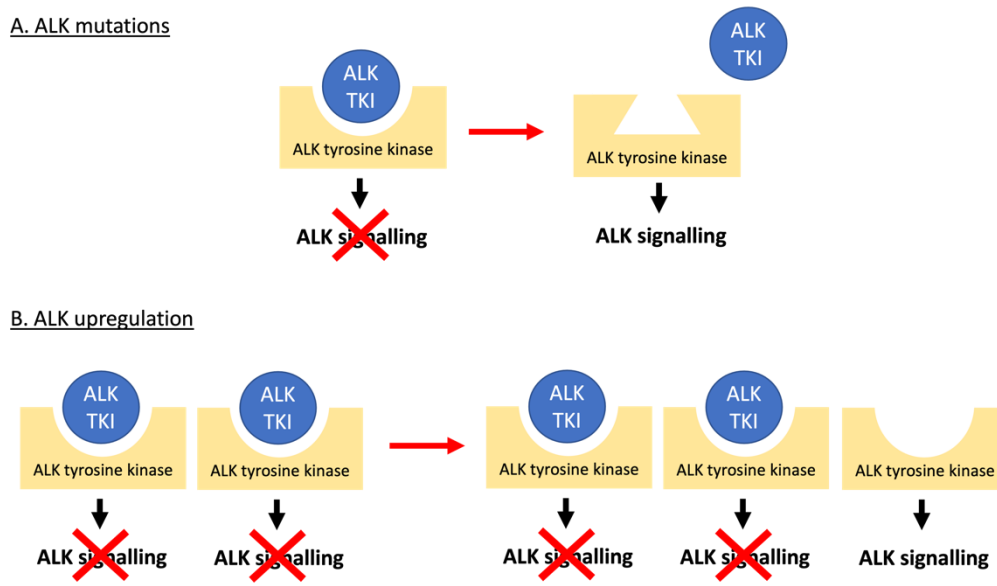 A. ALK mutations
ALK
TKI
ALK tyrosine kinase
ALK signalling
ALK
TKI
ALK tyrosine kinase
ALK signalling
B. ALK upregulation
ALK
TKI
ALK tyrosine kinase
ALK signalling
ALK
TKI
ALK tyrosine kinase
ALK signalling
ALK
TKI
ALK tyrosine kinase
ALK signalling
ALK
TKI
ALK tyrosine kinase
ALK signalling
ALK tyrosine kinase
ALK signalling